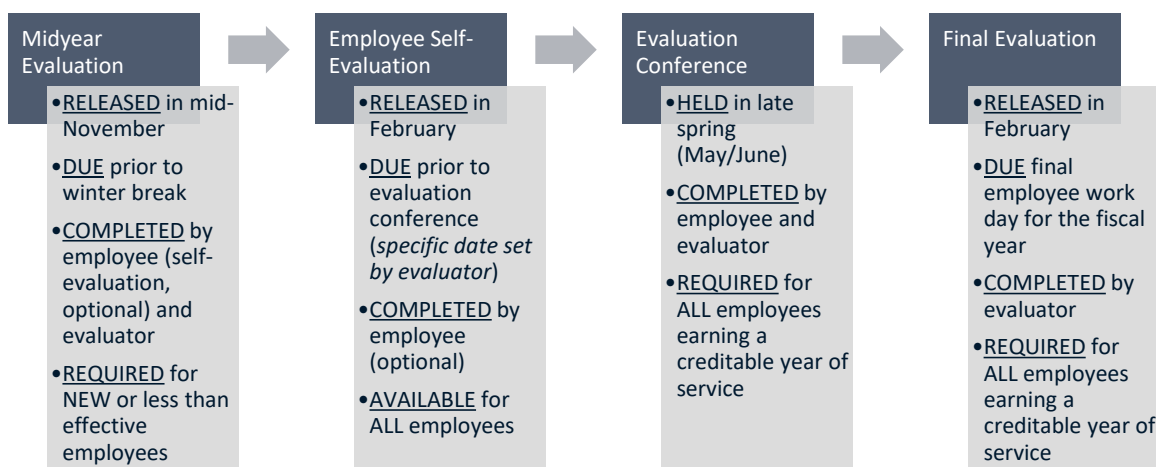 Midyear
Evaluation
•RELEASED in mid-
November
•DUE prior to
winter break
•COMPLETED by
employee (self-
evaluation,
optional) and
evaluator
•REQUIRED for
NEW or less than
effective
employees
Employee Self-
Evaluation
•RELEASED in
February
•DUE prior to
evaluation
conference
(specific date set
by evaluator)
•COMPLETED by
employee
(optional)
•AVAILABLE for
ALL employees
Evaluation
Conference
•HELD in late
spring
(May/June)
•COMPLETED by
employee and
evaluator
•REQUIRED for
ALL employees
earning a
creditable year of
service
Final Evaluation
•RELEASED in
February
•DUE final
employee work
day for the fiscal
year
•COMPLETED by
evaluator
•REQUIRED for
ALL employees
earning a
creditable year of
service